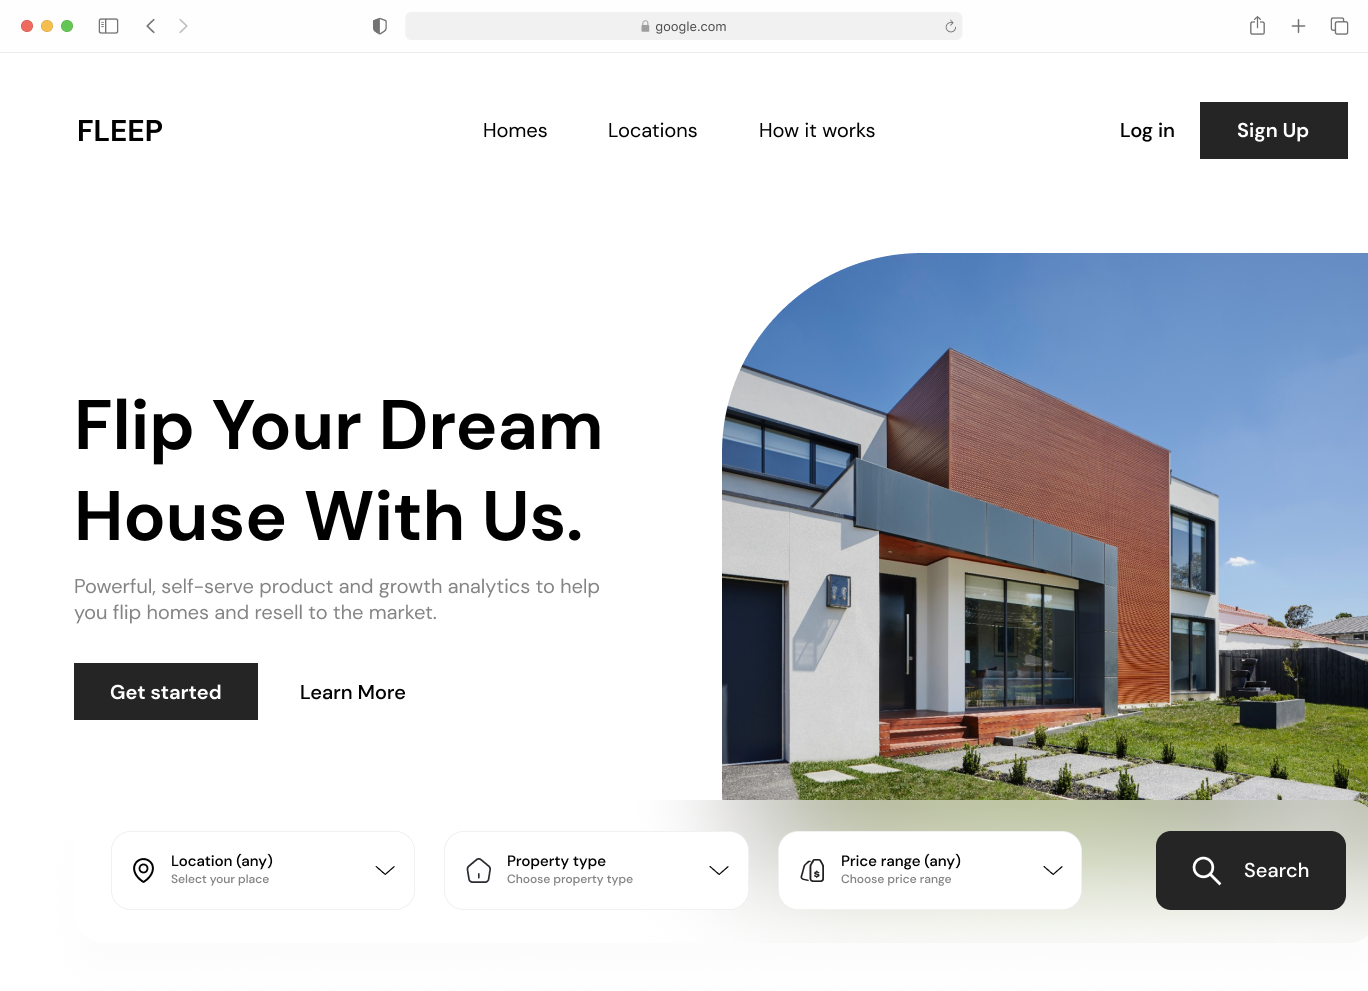 google.com
FLEEP
Homes
Locations
How it works
Log in
Sign Up
Flip Your Dream
House With Us.
Powerful, self-serve product and growth analytics to help
you flip homes and resell to the market.
Get started
Learn More
Location (any)
Select your place
Property type
Choose property type
$
Price range (any)
Choose price range
Search